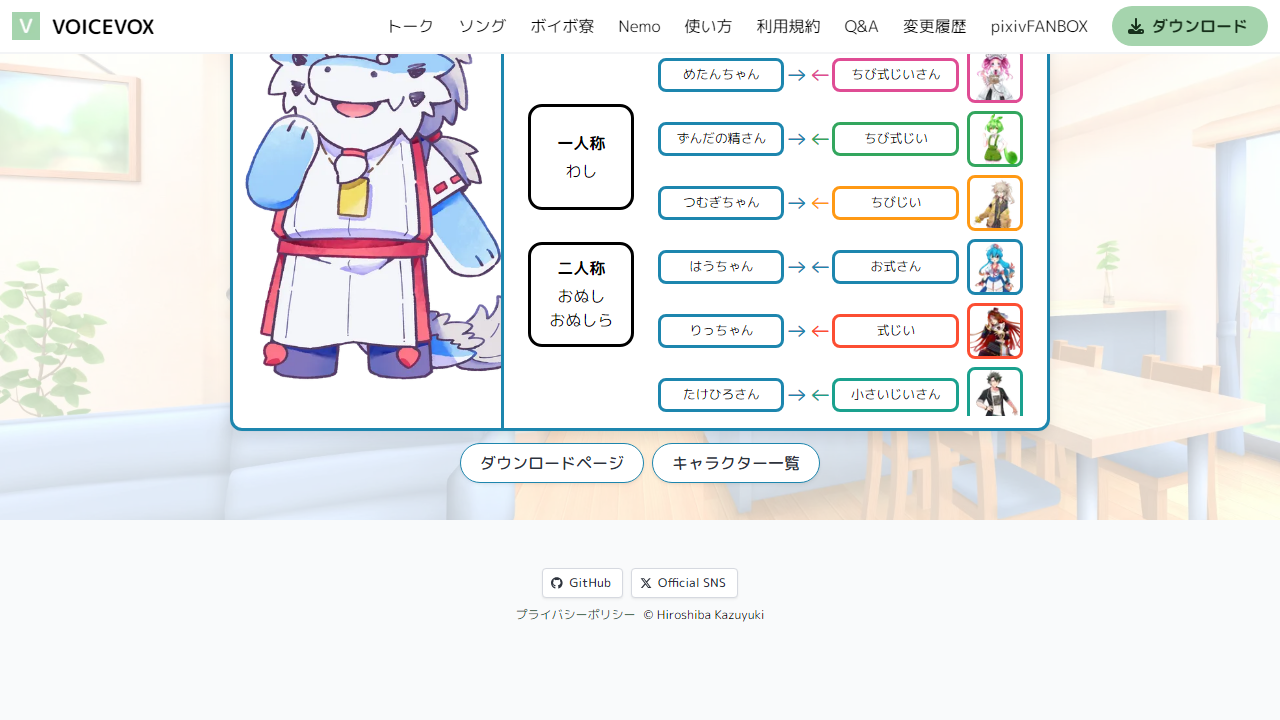 V VOICEVOX
トーク ソング ボイボ寮 Nemo 使い方 利用規約 Q&A 変更履歴 pixivFANBOX ダウンロード
一人称
わし
二人称
おぬし
おぬしら
めたんちゃん → ← ちび式じいさん
ずんだの精さん → ← ちび式じい
つむぎちゃん → ← ちびじい
はうちゃん → ← お式さん
りっちゃん → ← 式じい
たけひろさん → ← 小さいじいさん
ダウンロードページ キャラクター一覧
GitHub Official SNS
プライバシーポリシー © Hiroshiba Kazuyuki